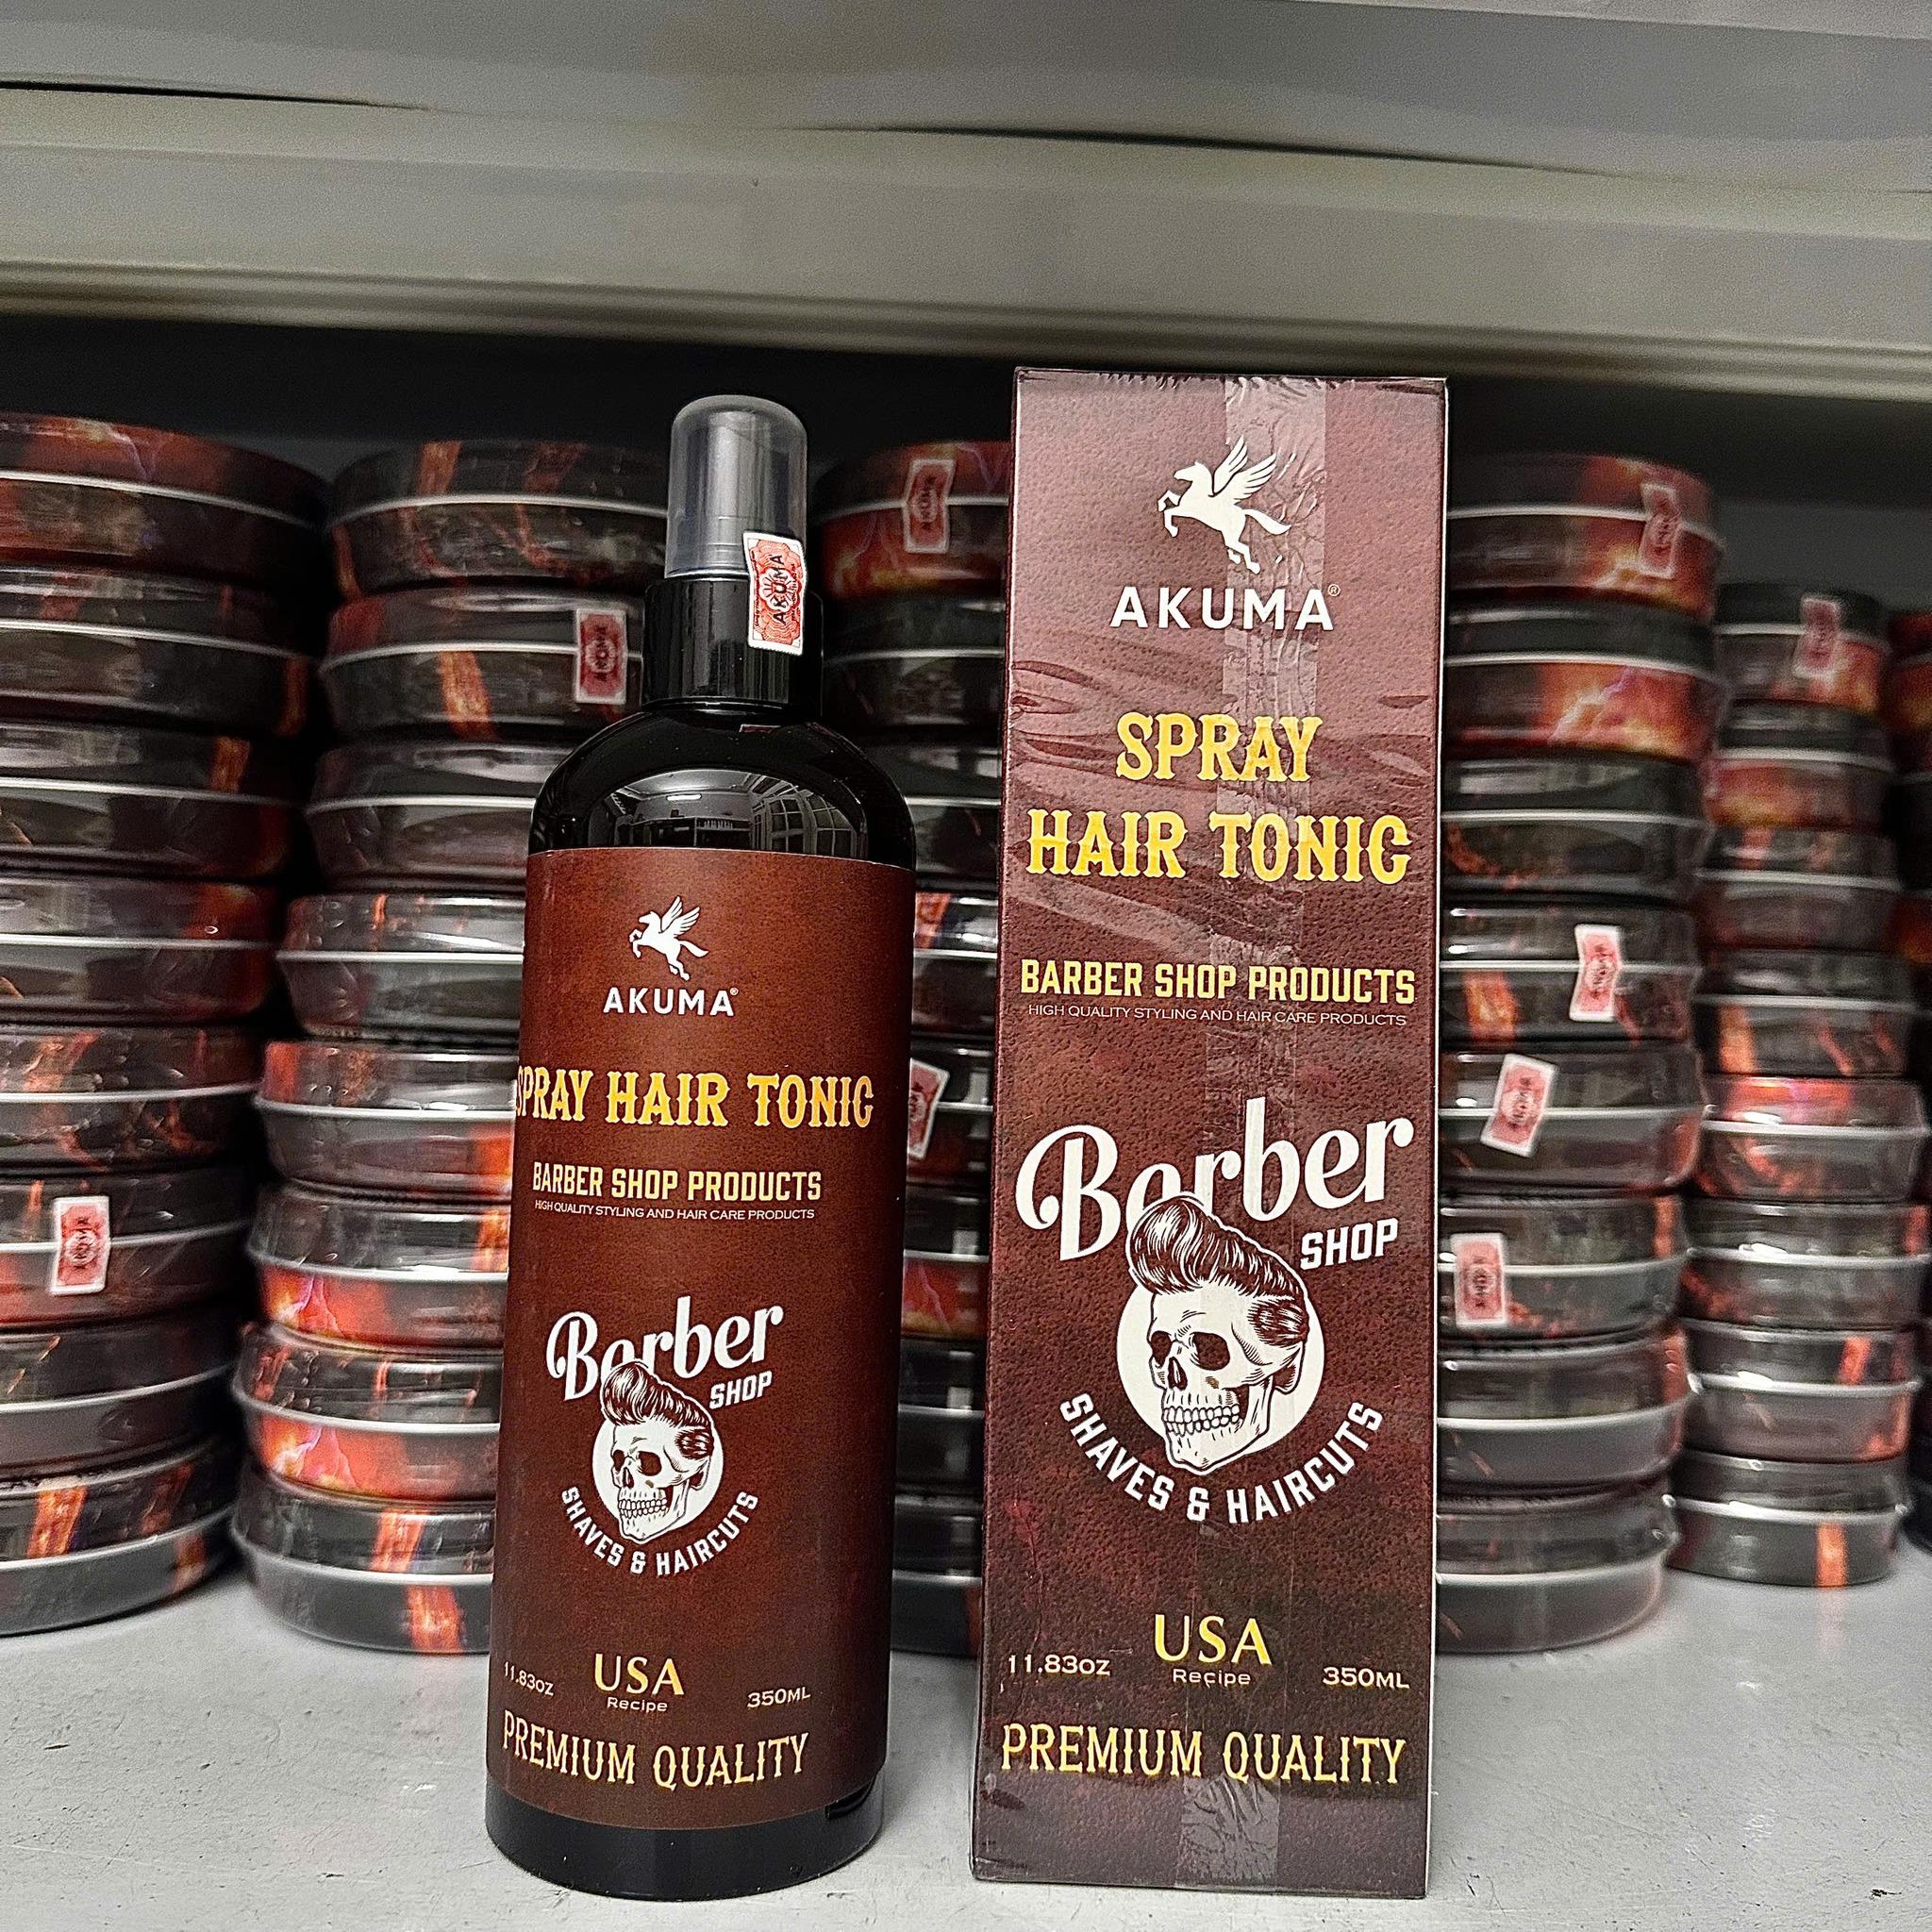 AKUMA
AKUMA®
SPRAY HAIR TONIC
BARBER SHOP PRODUCTS
HIGH QUALITY STYLING AND HAIR CARE PRODUCTS
Barber
SHOP
SHAVES & HAIRCUTS
11.83oz
USA
Recipe
350ML
PREMIUM QUALITY
AKUMA®
SPRAY
HAIR TONIC
BARBER SHOP PRODUCTS
HIGH QUALITY STYLING AND HAIR CARE PRODUCTS
Barber
SHOP
SHAVES & HAIRCUTS
11.83oz
USA
Recipe
350ML
PREMIUM QUALITY